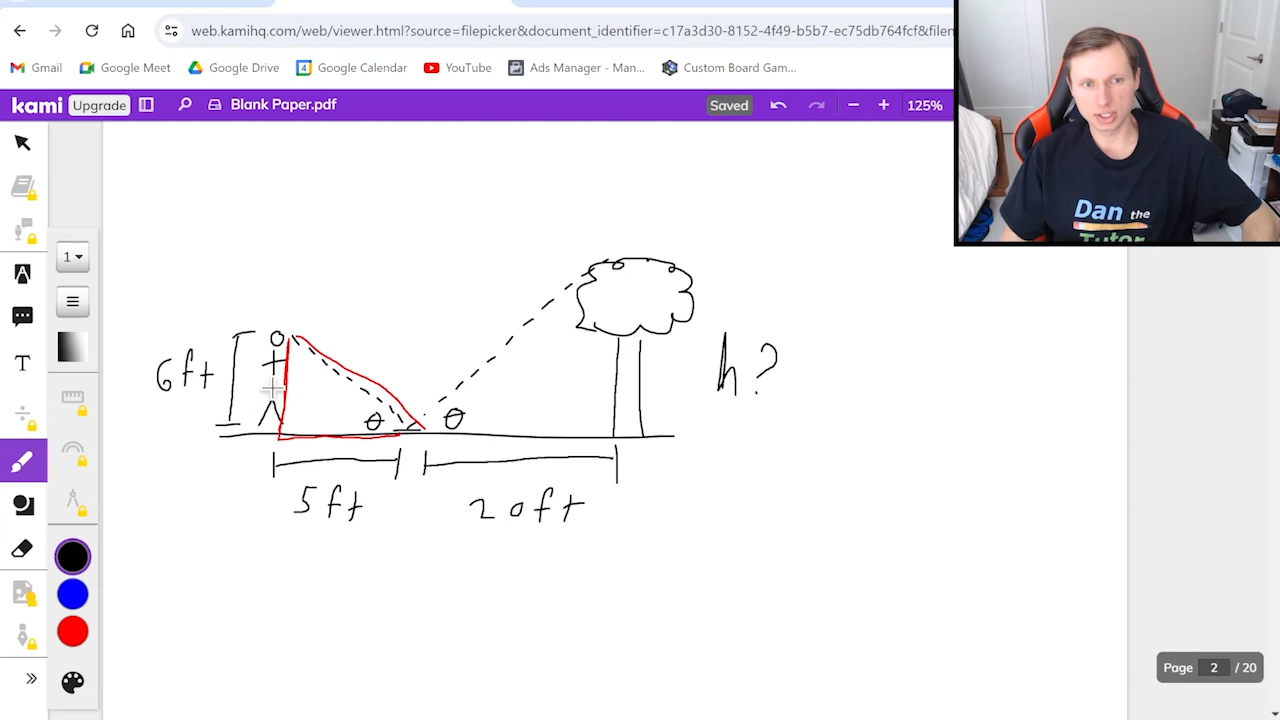 web.kamihq.com/web/viewer.html?source=filepicker&document_identifier=c17a3d30-8152-4f49-b5b7-ec75db764fcf&filen
Gmail Google Meet Google Drive 4 Google Calendar YouTube Ads Manager - Man... Custom Board Gam...
kami Upgrade Blank Paper.pdf Saved 125%
Dan the
Tutor
1
A
T
h?
6ft
θ θ
5ft 20ft
Page 2 / 20